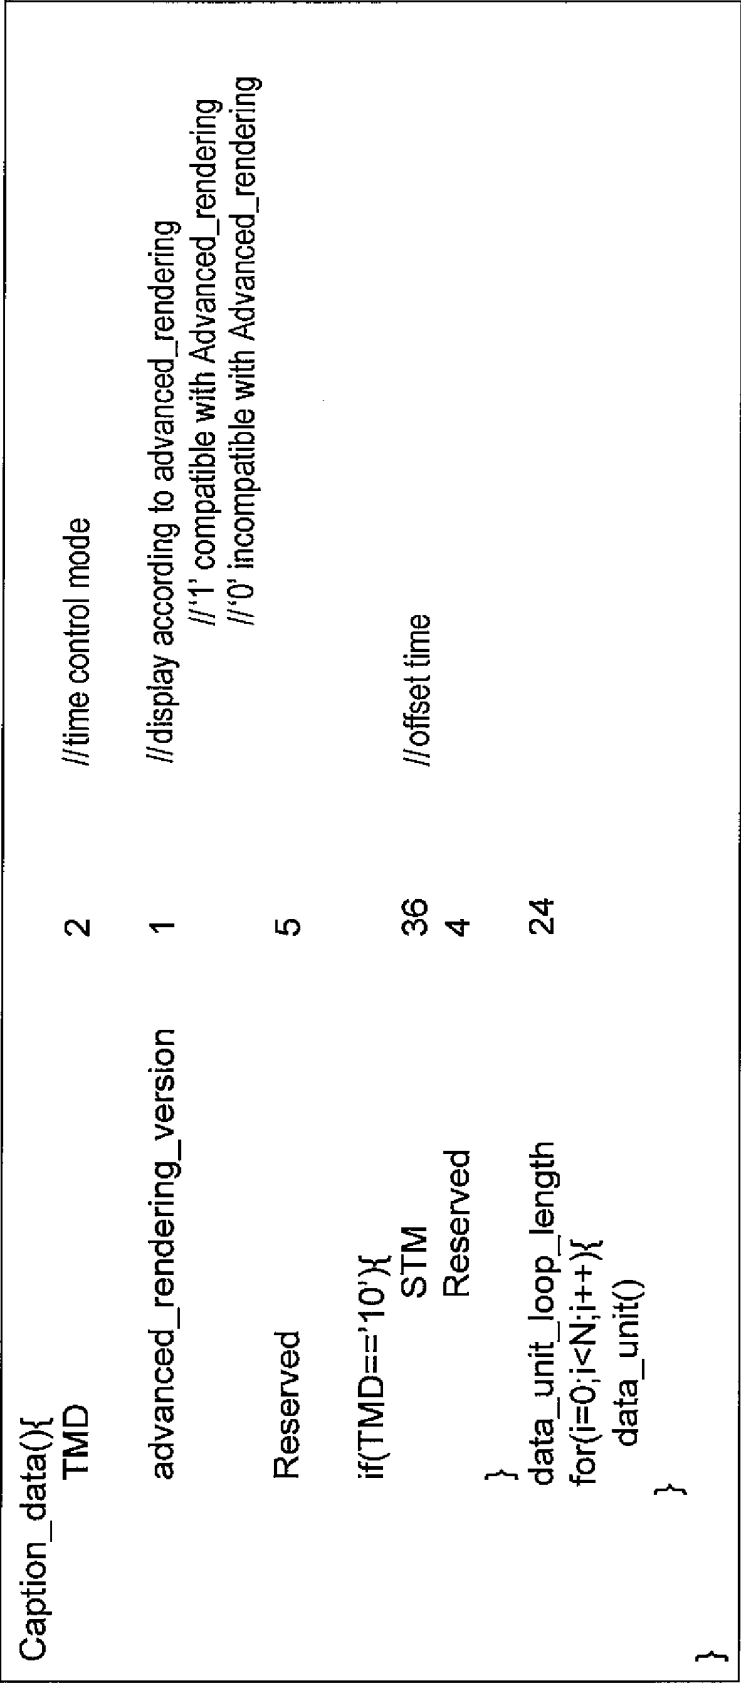 Caption_data(){
TMD 2 //time control mode
advanced_rendering_version 1 //display according to advanced_rendering
//‘1’ compatible with Advanced_rendering
//‘0’ incompatible with Advanced_rendering
Reserved 5
if(TMD=='10'){
STM 36 //offset time
Reserved 4
}
data_unit_loop_length 24
for(i=0;i<N;i++){
data_unit()
}
}